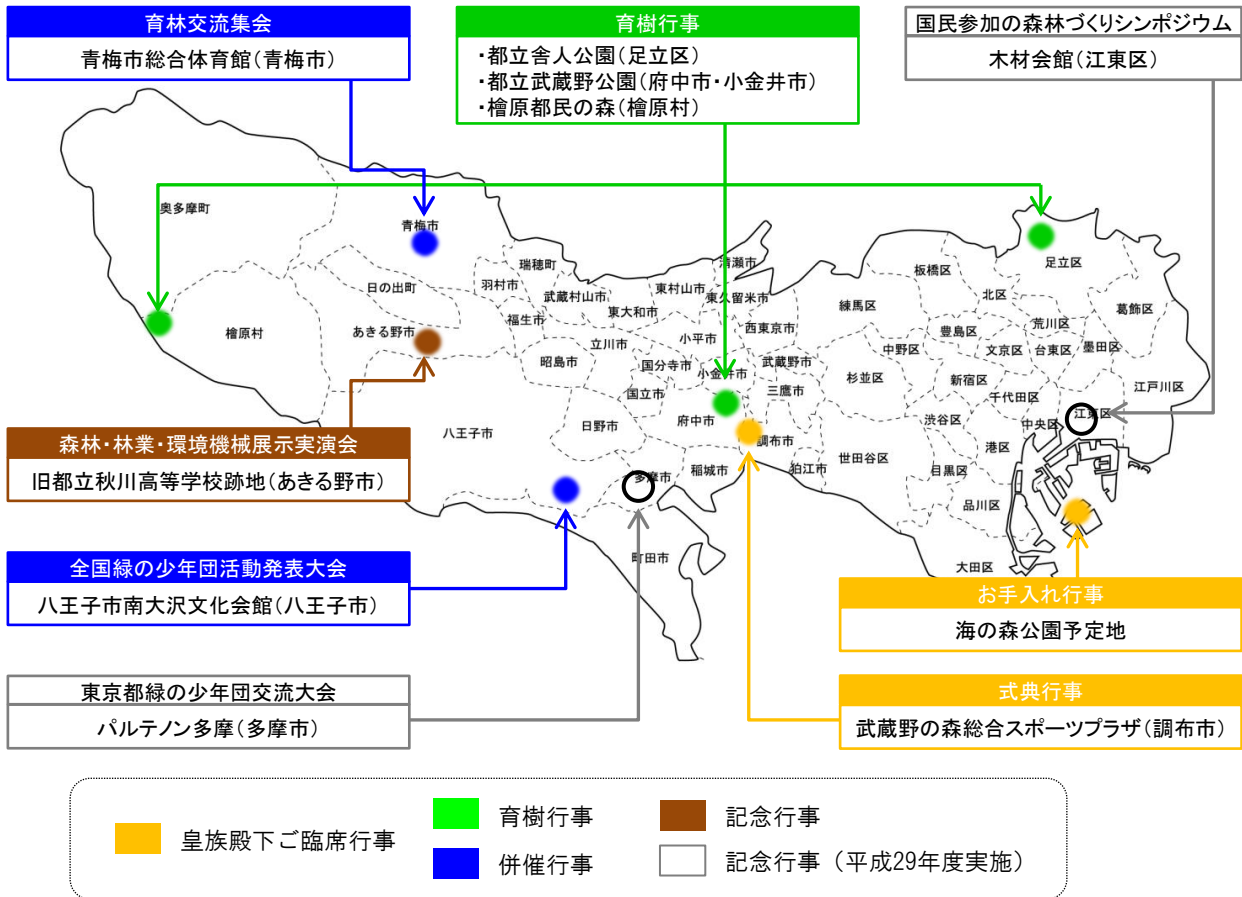 育林交流集会
青梅市総合体育館(青梅市)
育樹行事
・都立舎人公園(足立区)
・都立武蔵野公園(府中市・小金井市)
・檜原都民の森(檜原村)
国民参加の森林づくりシンポジウム
木材会館(江東区)
奥多摩町
青梅市
瑞穂町
清瀬市
日の出町
羽村市
武蔵村山市
東村山市
東久留米市
東大和市
福生市
檜原村
あきる野市
立川市
小平市
西東京市
昭島市
国分寺市
小金井市
武蔵野市
国立市
三鷹市
八王子市
日野市
府中市
調布市
多摩市
稲城市
狛江市
町田市
板橋区
足立区
北区
練馬区
葛飾区
豊島区
荒川区
中野区
文京区
台東区
墨田区
杉並区
新宿区
千代田区
江戸川区
渋谷区
中央区
江東区
港区
世田谷区
目黒区
品川区
大田区
森林・林業・環境機械展示実演会
旧都立秋川高等学校跡地(あきる野市)
全国緑の少年団活動発表大会
八王子市南大沢文化会館(八王子市)
お手入れ行事
海の森公園予定地
東京都緑の少年団交流大会
パルテノン多摩(多摩市)
式典行事
武蔵野の森総合スポーツプラザ(調布市)
皇族殿下ご臨席行事
育樹行事
併催行事
記念行事
記念行事(平成29年度実施)